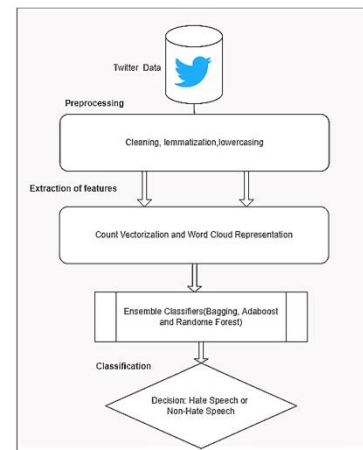 Twitter Data
Preprocessing
Cleaning, lemmatization,lowercasing
Extraction of features
Count Vectorization and Word Cloud Representation
Ensemble Classifiers(Bagging, Adaboost
and Randome Forest)
Classification
Decision: Hate Speech or
Non-Hate Speech